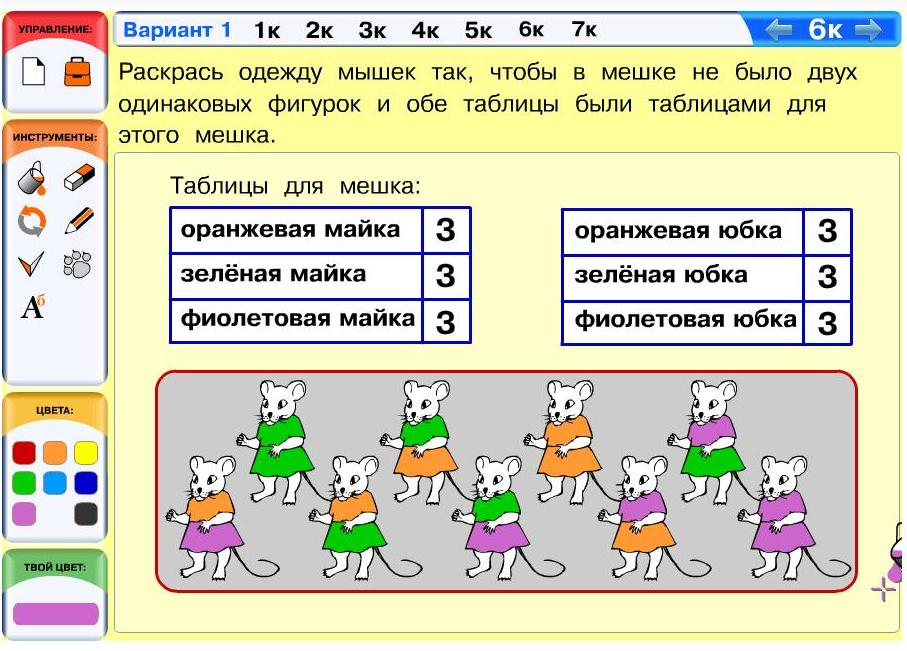 УПРАВЛЕНИЕ:
Вариант 1 1к 2к 3к 4к 5к 6к 7к
6к
Раскрась одежду мышек так, чтобы в мешке не было двух
одинаковых фигурок и обе таблицы были таблицами для
этого мешка.
ИНСТРУМЕНТЫ:
Аб
Таблицы для мешка:
оранжевая майка 3
зелёная майка 3
фиолетовая майка 3
оранжевая юбка 3
зелёная юбка 3
фиолетовая юбка 3
ЦВЕТА:
ТВОЙ ЦВЕТ: